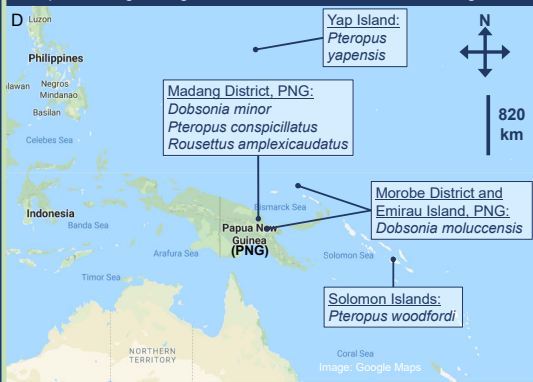 D
Luzon
Philippines
Negros
Mindanao
Basilan
Celebes Sea
Indonesia
Banda Sea
Arafura Sea
Timor Sea
NORTHERN
TERRITORY
Yap Island:
Pteropus
yapensis
N
820
km
Madang District, PNG:
Dobsonia minor
Pteropus conspicillatus
Rousettus amplexicaudatus
Bismarck Sea
Papua New
Guinea
(PNG)
Morobe District and
Emirau Island, PNG:
Dobsonia moluccensis
Solomon Sea
Solomon Islands:
Pteropus woodfordi
Coral Sea
Image: Google Maps